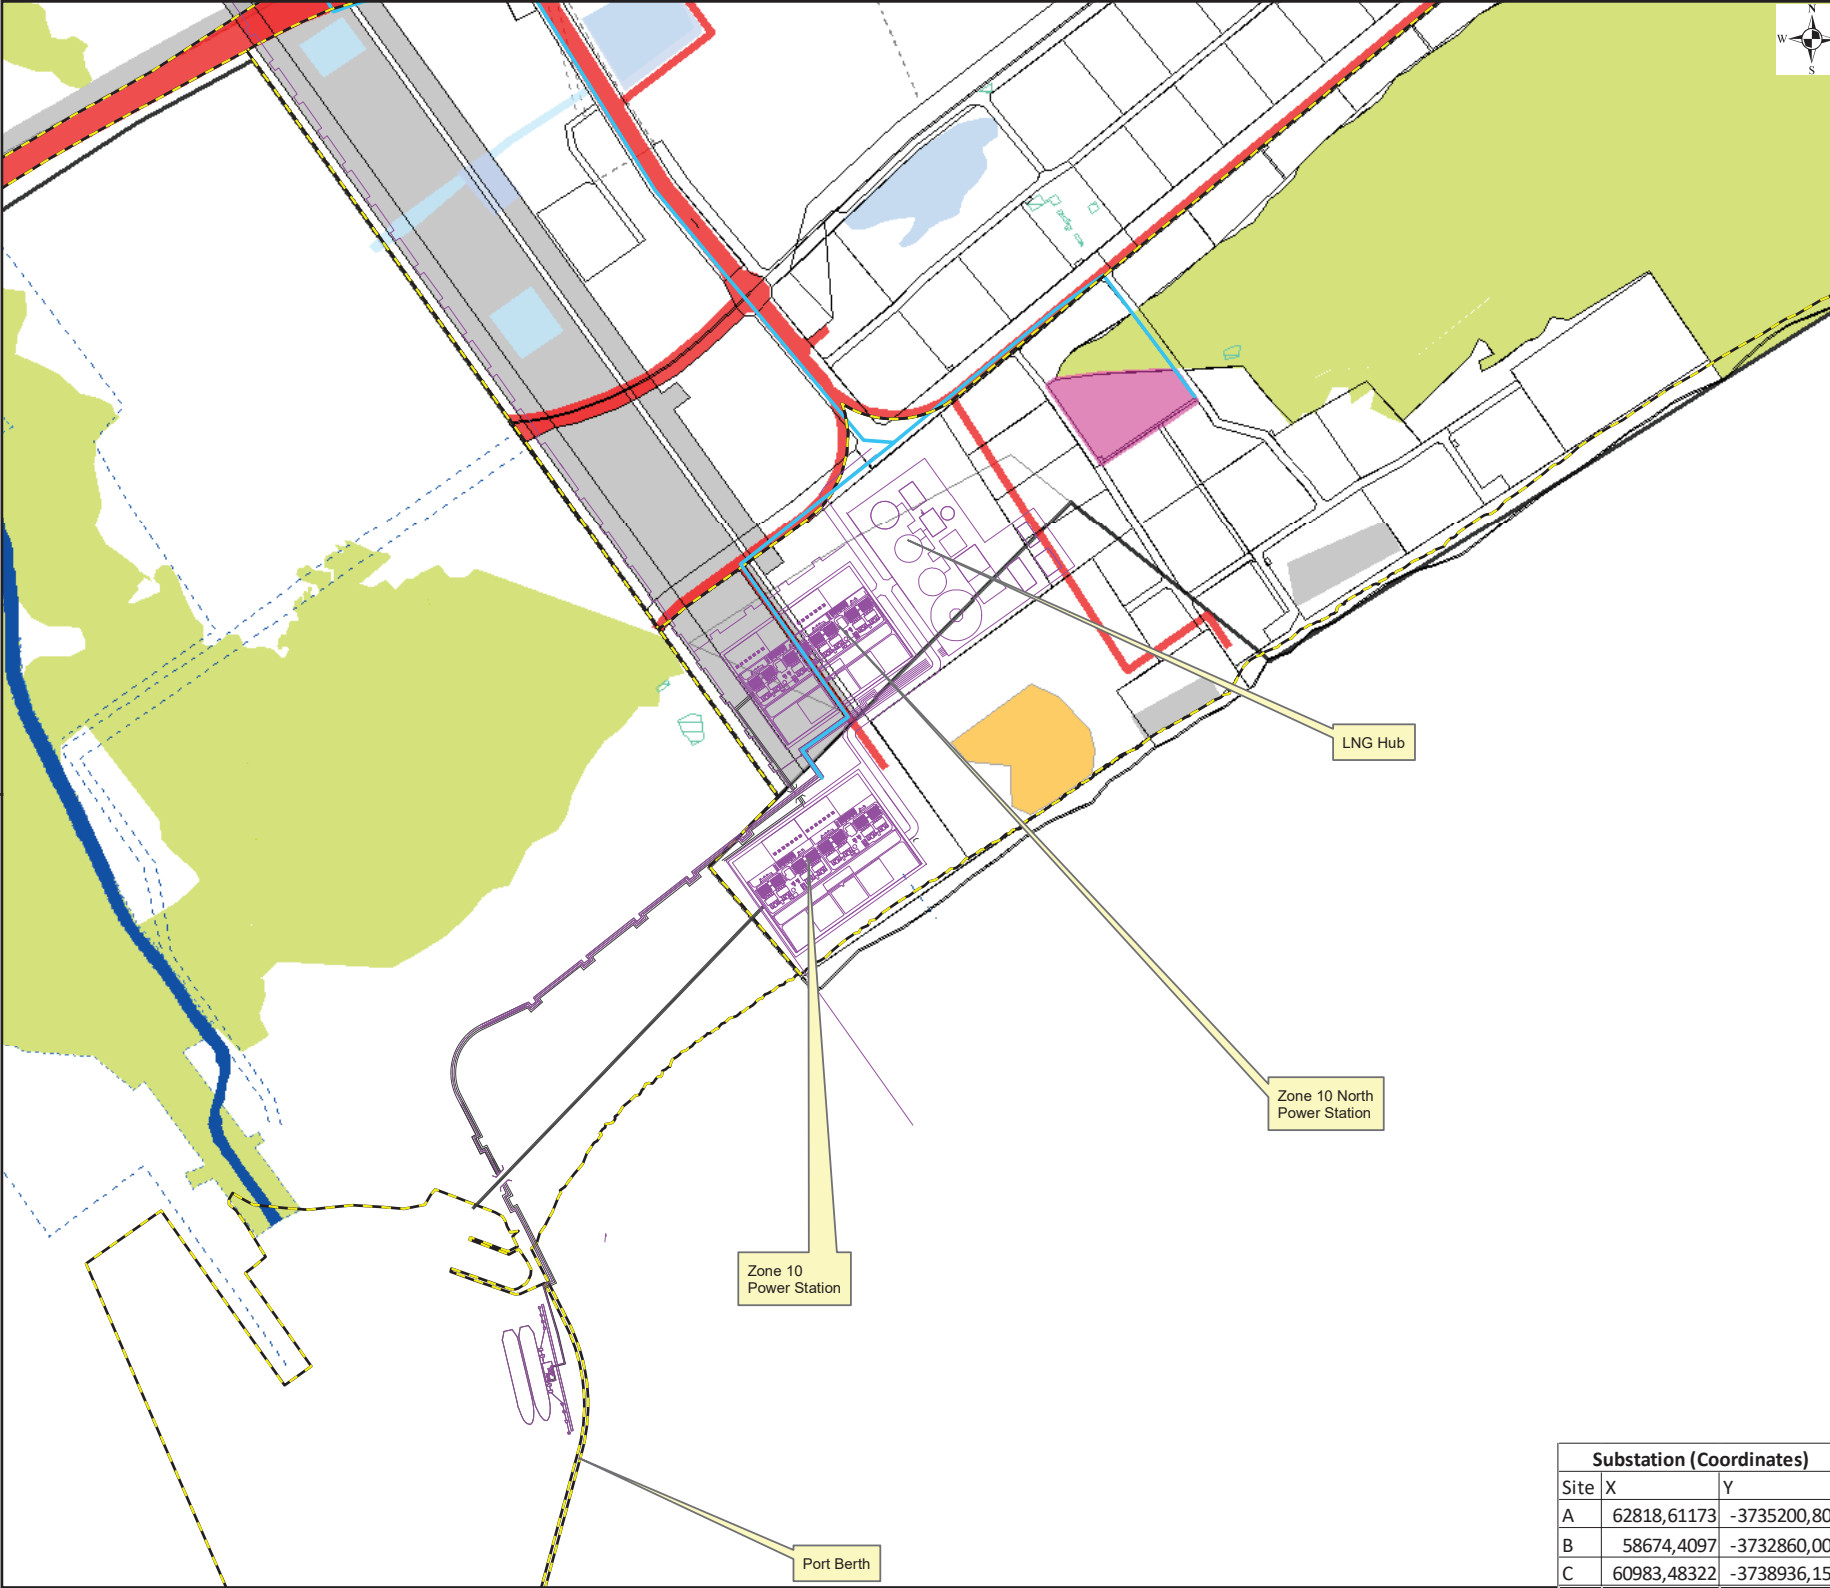 N
W
S
LNG Hub
Zone 10 North
Power Station
Zone 10
Power Station
Port Berth
Substation (Coordinates)
Site X Y
A 62818,61173 -3735200,80
B 58674,4097 -3732860,00
C 60983,48322 -3738936,15